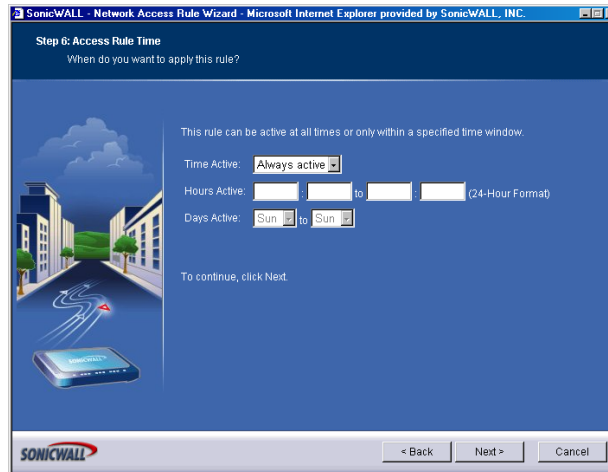 SonicWALL - Network Access Rule Wizard - Microsoft Internet Explorer provided by SonicWALL, INC.
Step 6: Access Rule Time
When do you want to apply this rule?
This rule can be active at all times or only within a specified time window.
Time Active: Always active
Hours Active: : to : (24-Hour Format)
Days Active: Sun to Sun
To continue, click Next.
SONICWALL
SONICWALL
< Back Next > Cancel